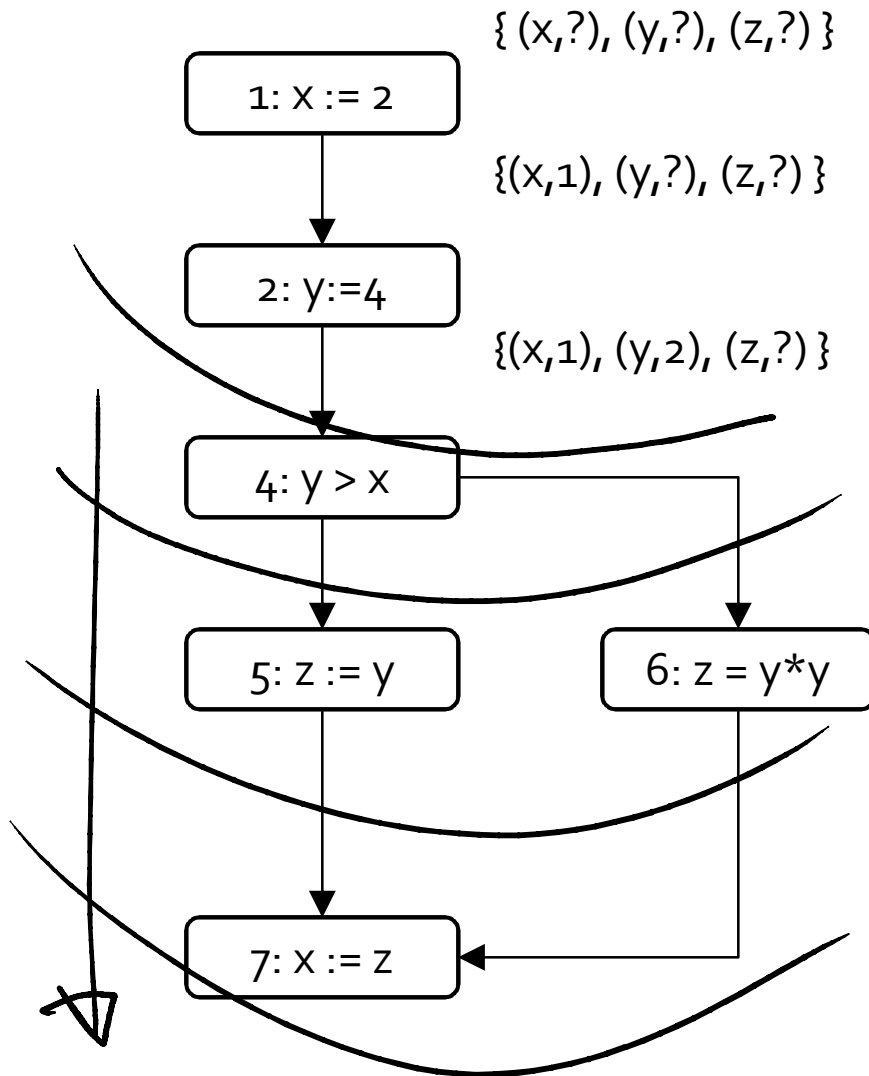 { (x,?), (y,?), (z,?) }
1: x := 2
{(x,1), (y,?), (z,?) }
2: y:=4
{(x,1), (y,2), (z,?) }
4: y > x
5: z := y
6: z = y*y
7: x := z